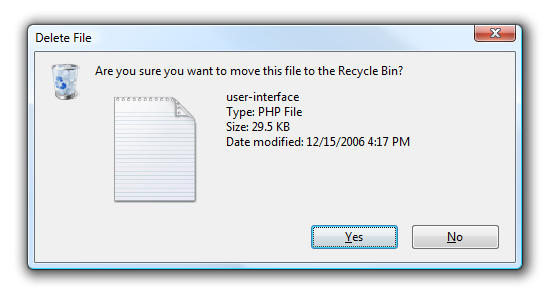 Delete File
Are you sure you want to move this file to the Recycle Bin?
user-interface
Type: PHP File
Size: 29.5 KB
Date modified: 12/15/2006 4:17 PM
Yes
No